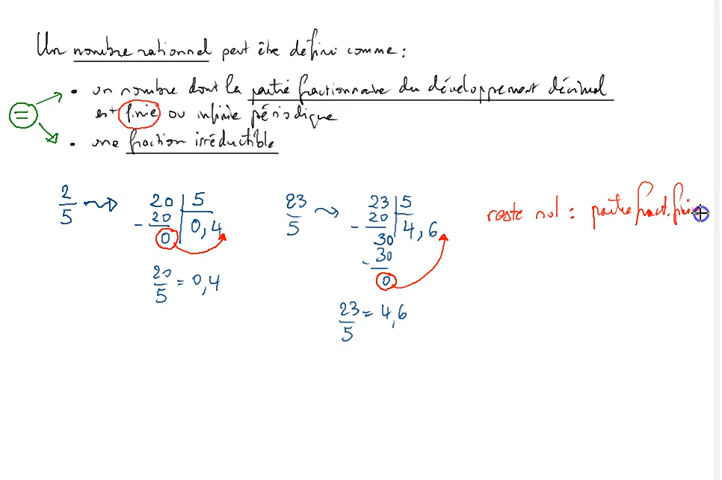 Un nombre rationnel peut être défini comme :
• un nombre dont la partie fractionnaire du développement décimal
est finie ou infinie périodique
=
• une fraction irréductible
2/5 ⇝ 20 | 5
- 20 | 0,4
0
20/5 = 0,4
23/5 ⇝ 23 | 5
- 20 | 4,6
30
- 30
0
23/5 = 4,6
reste nul : partie fract. finie